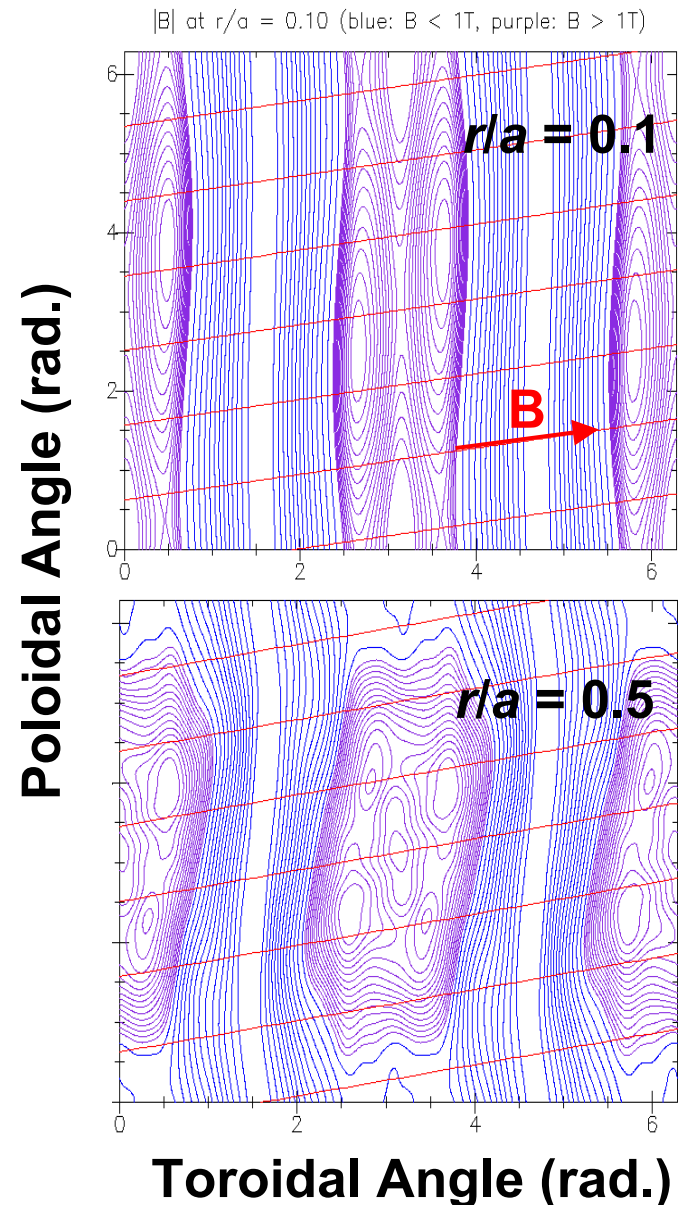 |B| at r/a = 0.10 (blue: B < 1T, purple: B > 1T)
6
r/a = 0.1
4
2
B
0
0 2 4 6
r/a = 0.5
0 2 4 6
Poloidal Angle (rad.)
Toroidal Angle (rad.)